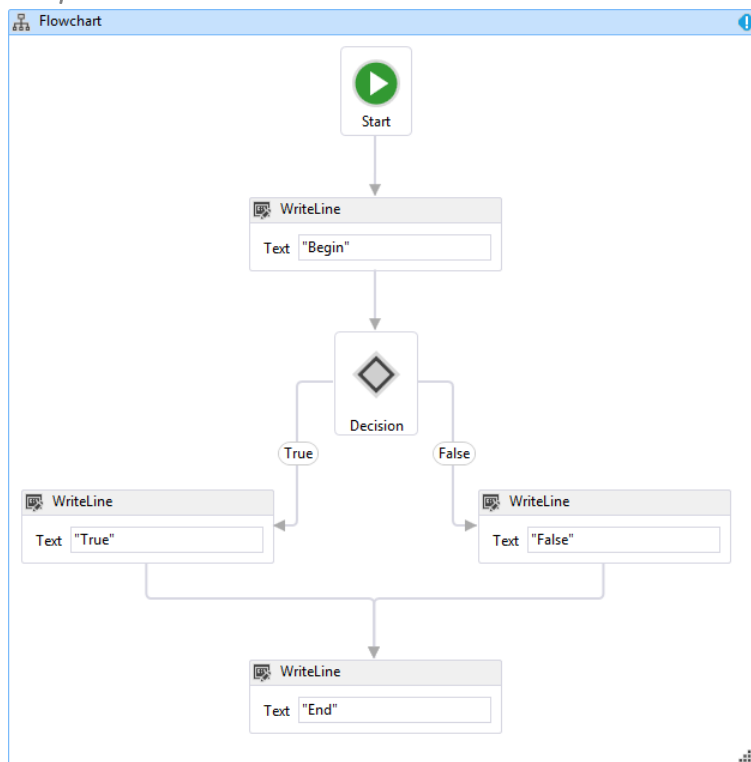 Flowchart
Start
WriteLine
Text "Begin"
Decision
True
False
WriteLine
Text "True"
WriteLine
Text "False"
WriteLine
Text "End"